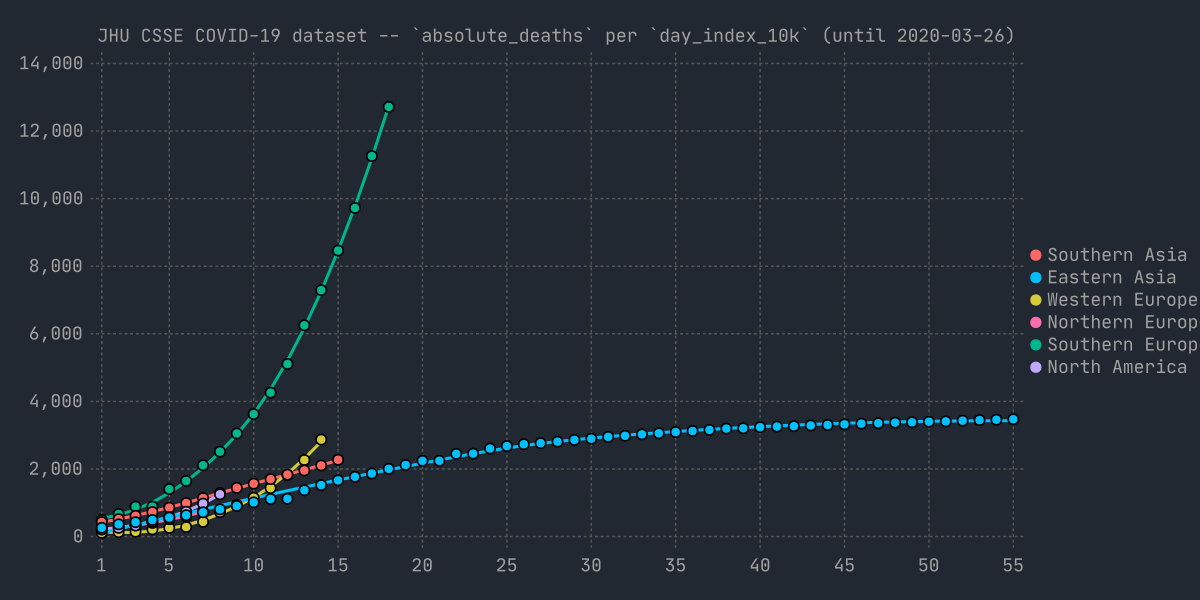 JHU CSSE COVID-19 dataset -- `absolute_deaths` per `day_index_10k` (until 2020-03-26)
14,000
12,000
10,000
8,000
6,000
4,000
2,000
0
1 5 10 15 20 25 30 35 40 45 50 55
Southern Asia
Eastern Asia
Western Europe
Northern Europ
Southern Europ
North America